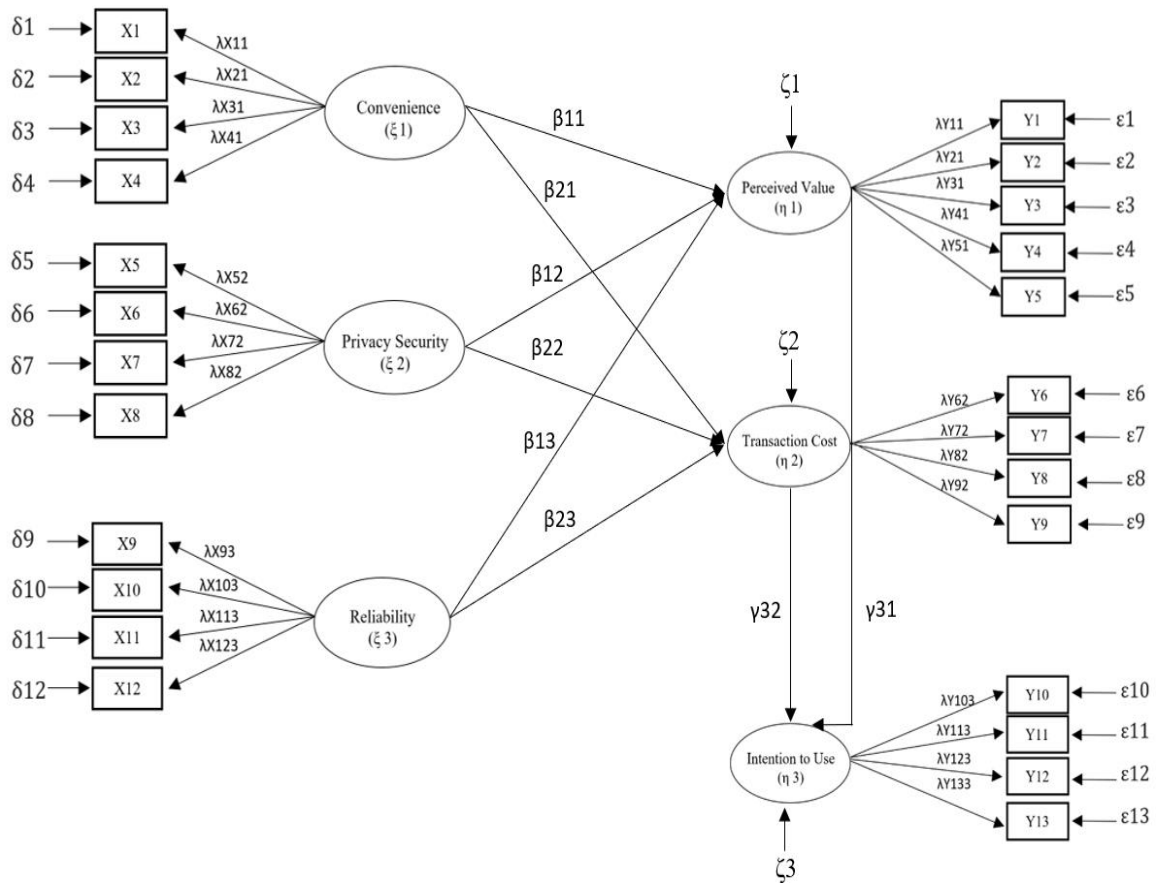 δ1
X1
λX11
δ2
X2
λX21
δ3
X3
λX31
δ4
X4
λX41
Convenience
(ξ 1)
δ5
X5
λX52
δ6
X6
λX62
δ7
X7
λX72
δ8
X8
λX82
Privacy Security
(ξ 2)
δ9
X9
λX93
δ10
X10
λX103
δ11
X11
λX113
δ12
X12
λX123
Reliability
(ξ 3)
β11
β21
β12
β22
β13
β23
ζ1
Perceived Value
(η 1)
λY11
Y1
ε1
λY21
Y2
ε2
λY31
Y3
ε3
λY41
Y4
ε4
λY51
Y5
ε5
ζ2
Transaction Cost
(η 2)
λY62
Y6
ε6
λY72
Y7
ε7
λY82
Y8
ε8
λY92
Y9
ε9
γ32
γ31
Intention to Use
(η 3)
ζ3
λY103
Y10
ε10
λY113
Y11
ε11
λY123
Y12
ε12
λY133
Y13
ε13